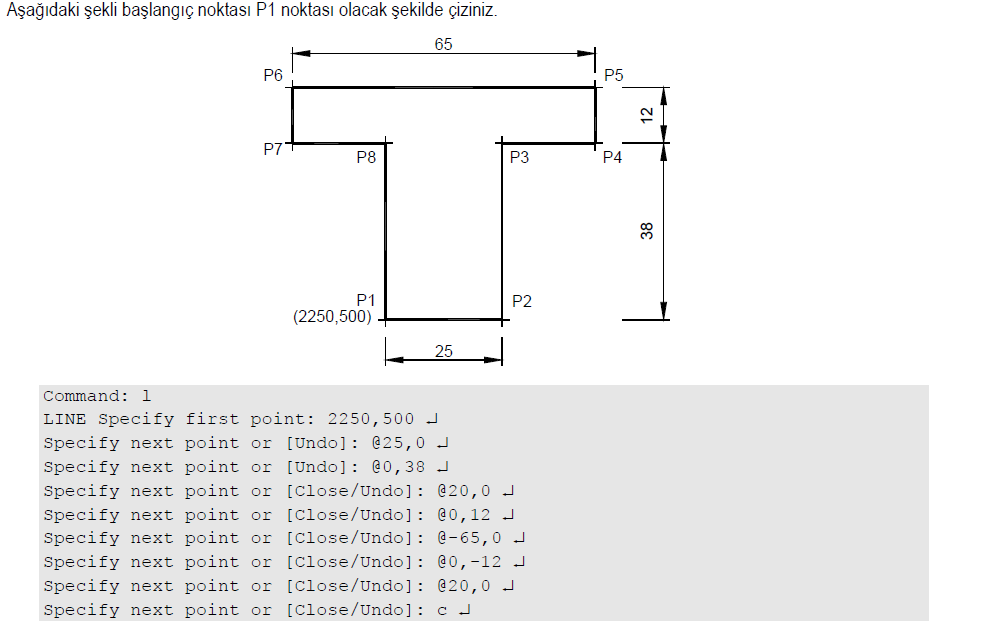 Aşağıdaki şekli başlangıç noktası P1 noktası olacak şekilde çiziniz.
65
P6
P5
12
P7
P8
P3
P4
38
P1
P2
(2250,500)
25
Command: l
LINE Specify first point: 2250,500 ↵
Specify next point or [Undo]: @25,0 ↵
Specify next point or [Undo]: @0,38 ↵
Specify next point or [Close/Undo]: @20,0 ↵
Specify next point or [Close/Undo]: @0,12 ↵
Specify next point or [Close/Undo]: @-65,0 ↵
Specify next point or [Close/Undo]: @0,-12 ↵
Specify next point or [Close/Undo]: @20,0 ↵
Specify next point or [Close/Undo]: c ↵